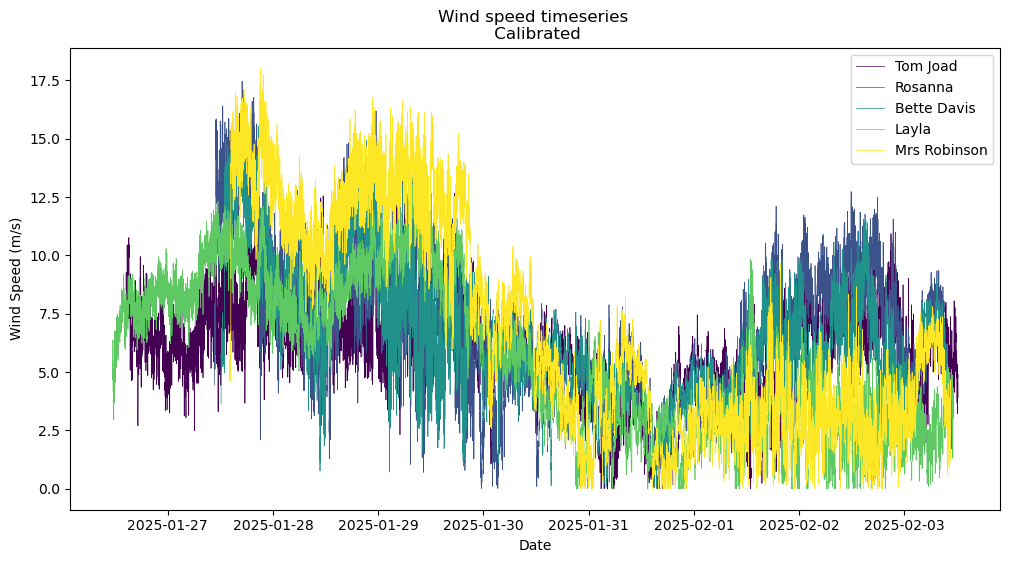 Wind speed timeseries
Calibrated
Tom Joad
Rosanna
Bette Davis
Layla
Mrs Robinson
Wind Speed (m/s)
17.5
15.0
12.5
10.0
7.5
5.0
2.5
0.0
2025-01-27
2025-01-28
2025-01-29
2025-01-30
2025-01-31
2025-02-01
2025-02-02
2025-02-03
Date